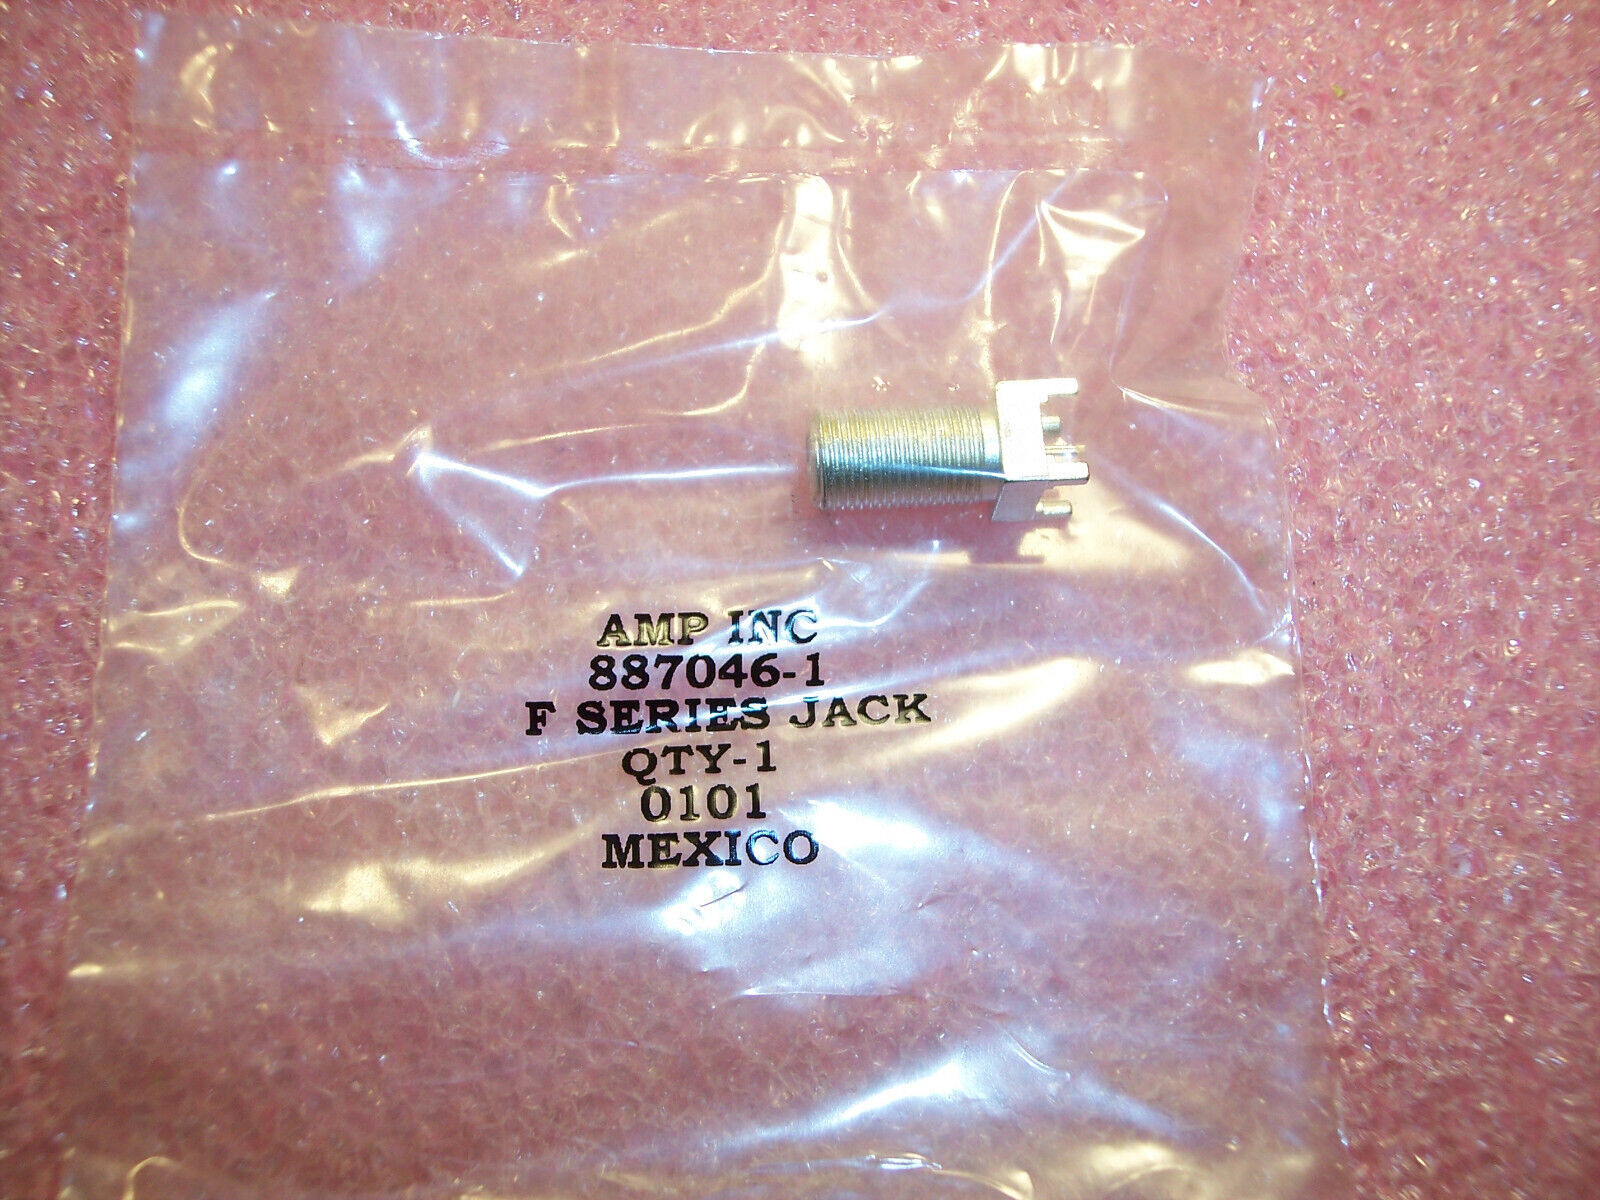 AMP INC
887046-1
F SERIES JACK
QTY-1
0101
MEXICO